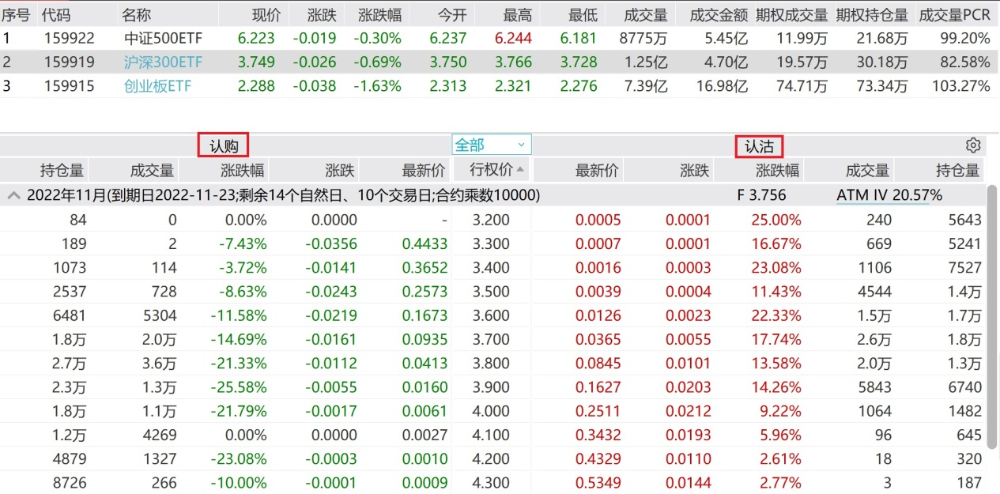 序号 代码 名称 现价 涨跌 涨跌幅 今开 最高 最低 成交量 成交金额 期权成交量 期权持仓量 成交量PCR
1 159922 中证500ETF 6.223 -0.019 -0.30% 6.237 6.244 6.181 8775万 5.45亿 11.99万 21.68万 99.20%
2 159919 沪深300ETF 3.749 -0.026 -0.69% 3.750 3.766 3.728 1.25亿 4.70亿 19.57万 30.18万 82.58%
3 159915 创业板ETF 2.288 -0.038 -1.63% 2.313 2.321 2.276 7.39亿 16.98亿 74.71万 73.34万 103.27%
认购 全部 认沽
持仓量 成交量 涨跌幅 涨跌 最新价 行权价 最新价 涨跌 涨跌幅 成交量 持仓量
2022年11月(到期日2022-11-23;剩余14个自然日、10个交易日;合约乘数10000) F 3.756 ATM IV 20.57%
84 0 0.00% 0.0000 - 3.200 0.0005 0.0001 25.00% 240 5643
189 2 -7.43% -0.0356 0.4433 3.300 0.0007 0.0001 16.67% 669 5241
1073 114 -3.72% -0.0141 0.3652 3.400 0.0016 0.0003 23.08% 1106 7527
2537 728 -8.63% -0.0243 0.2573 3.500 0.0039 0.0004 11.43% 4544 1.4万
6481 5304 -11.58% -0.0219 0.1673 3.600 0.0126 0.0023 22.33% 1.5万 1.7万
1.8万 2.0万 -14.69% -0.0161 0.0935 3.700 0.0365 0.0055 17.74% 2.6万 1.8万
2.7万 3.6万 -21.33% -0.0112 0.0413 3.800 0.0845 0.0101 13.58% 2.0万 1.3万
2.3万 1.3万 -25.58% -0.0055 0.0160 3.900 0.1627 0.0203 14.26% 5843 6740
1.8万 1.1万 -21.79% -0.0017 0.0061 4.000 0.2511 0.0212 9.22% 1064 1482
1.2万 4269 0.00% 0.0000 0.0027 4.100 0.3432 0.0193 5.96% 96 645
4879 1327 -23.08% -0.0003 0.0010 4.200 0.4329 0.0110 2.61% 18 320
8726 266 -10.00% -0.0001 0.0009 4.300 0.5349 0.0144 2.77% 3 187